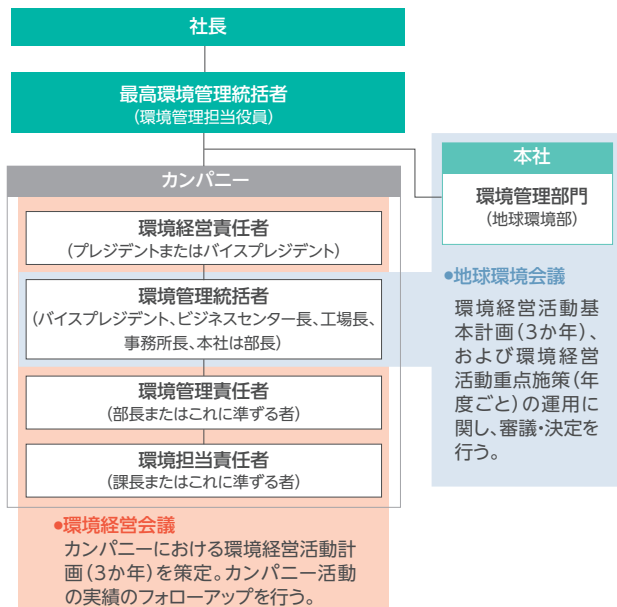 社長
最高環境管理統括者
(環境管理担当役員)
カンパニー
環境経営責任者
(プレジデントまたはバイスプレジデント)
環境管理統括者
(バイスプレジデント、ビジネスセンター長、工場長、
事務所長、本社は部長)
環境管理責任者
(部長またはこれに準ずる者)
環境担当責任者
(課長またはこれに準ずる者)
●環境経営会議
カンパニーにおける環境経営活動計
画(3か年)を策定。カンパニー活動
の実績のフォローアップを行う。
本社
環境管理部門
(地球環境部)
●地球環境会議
環境経営活動基
本計画(3か年)、
および環境経営
活動重点施策(年
度ごと)の運用に
関し、審議・決定を
行う。